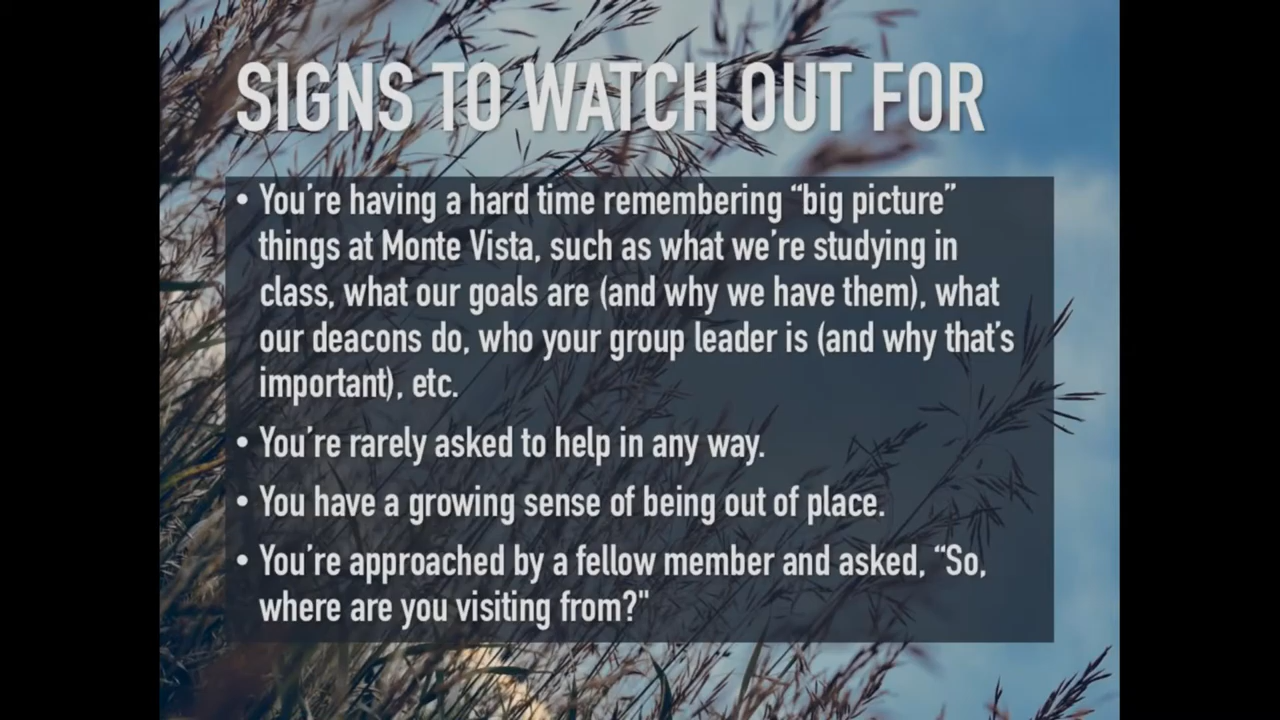 SIGNS TO WATCH OUT FOR
• You’re having a hard time remembering “big picture”
things at Monte Vista, such as what we’re studying in
class, what our goals are (and why we have them), what
our deacons do, who your group leader is (and why that’s
important), etc.
• You’re rarely asked to help in any way.
• You have a growing sense of being out of place.
• You’re approached by a fellow member and asked, “So,
where are you visiting from?"